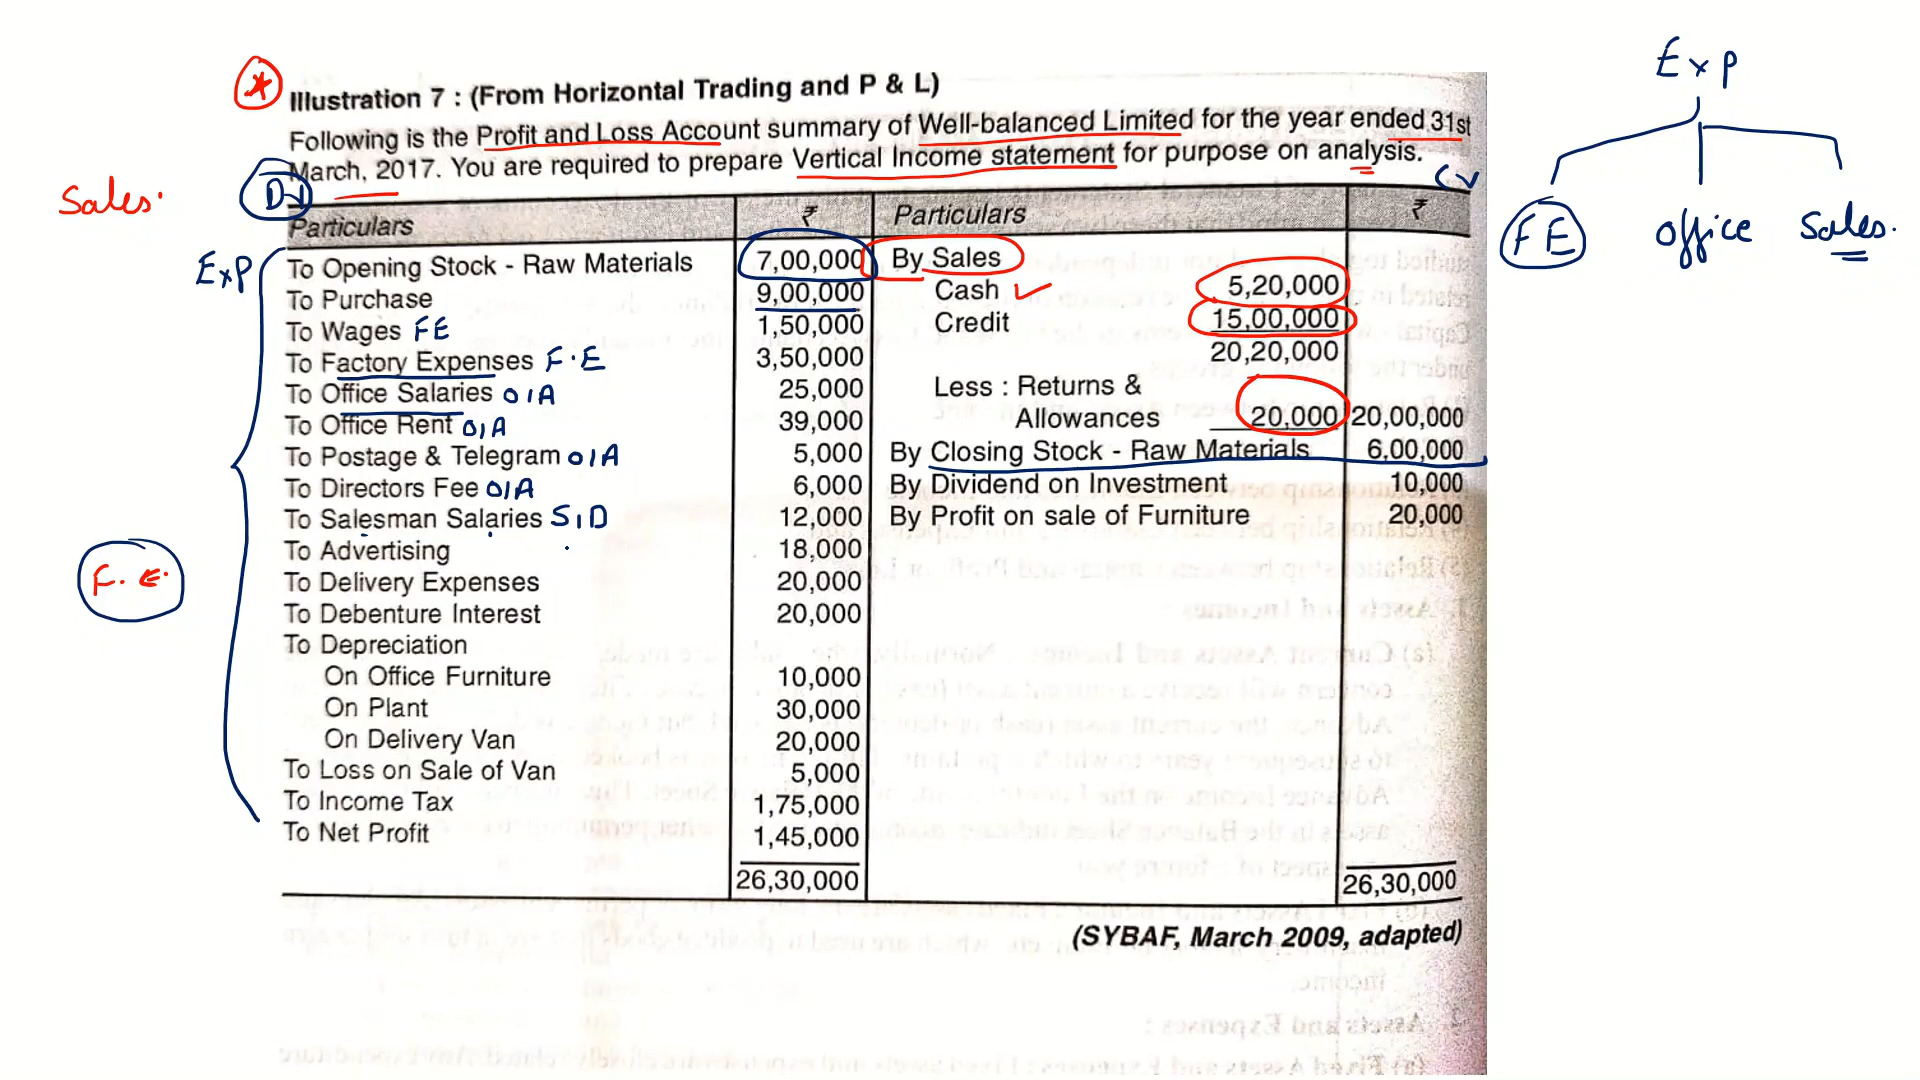 Illustration 7 : (From Horizontal Trading and P & L)
Following is the Profit and Loss Account summary of Well-balanced Limited for the year ended 31st
March, 2017. You are required to prepare Vertical Income statement for purpose on analysis.
Sales.
Particulars ₹ Particulars ₹
Exp
To Opening Stock - Raw Materials 7,00,000 By Sales
To Purchase 9,00,000 Cash ✓ 5,20,000
To Wages FE 1,50,000 Credit 15,00,000
To Factory Expenses F.E 3,50,000 20,20,000
To Office Salaries O/A 25,000 Less : Returns &
To Office Rent O/A 39,000 Allowances 20,000 20,00,000
To Postage & Telegram O/A 5,000 By Closing Stock - Raw Materials 6,00,000
To Directors Fee O/A 6,000 By Dividend on Investment 10,000
To Salesman Salaries S/D 12,000 By Profit on sale of Furniture 20,000
To Advertising 18,000
To Delivery Expenses 20,000
To Debenture Interest 20,000
To Depreciation
On Office Furniture 10,000
On Plant 30,000
On Delivery Van 20,000
To Loss on Sale of Van 5,000
To Income Tax 1,75,000
To Net Profit 1,45,000
26,30,000 26,30,000
(SYBAF, March 2009, adapted)
F.E.
Exp
FE office Sales.